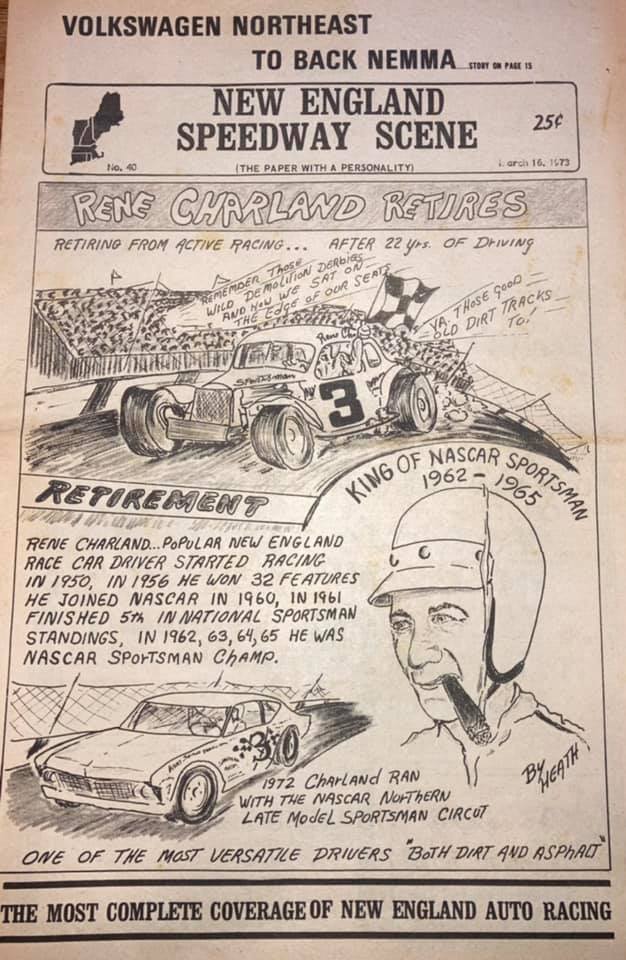 VOLKSWAGEN NORTHEAST
TO BACK NEMMA STORY ON PAGE 15
NEW ENGLAND
SPEEDWAY SCENE
25¢
No. 40
(THE PAPER WITH A PERSONALITY)
March 16, 1973
RENE CHARLAND RETIRES
RETIRING FROM ACTIVE RACING... AFTER 22 yrs. OF DRiViNG
REMEMBER THOSE
WILD DEMOLITION DERBIES
AND HOW WE SAT ON
THE EDGE OF OUR SEATS
YA, THOSE GOOD
OLD DIRT TRACKS
TO!
Sportsman
3
KING OF NASCAR SPORTSMAN
1962 - 1965
RETIREMENT
RENE CHARLAND...POPULAR NEW ENGLAND
RACE CAR DRIVER STARTED RACING
IN 1950, IN 1956 HE WON 32 FEATURES
HE JOINED NASCAR IN 1960, IN 1961
FINISHED 5th IN NATIONAL SPORTSMAN
STANDINGS, IN 1962, 63, 64, 65 HE WAS
NASCAR SPORTSMAN CHAMP.
3
1972 CHARLAND RAN
WITH THE NASCAR NORTHERN
LATE MODEL SPORTSMAN CIRCUT
BY HEATH
ONE OF THE MOST VERSATILE DRIVERS "BOTH DIRT AND ASPHALT"
THE MOST COMPLETE COVERAGE OF NEW ENGLAND AUTO RACING